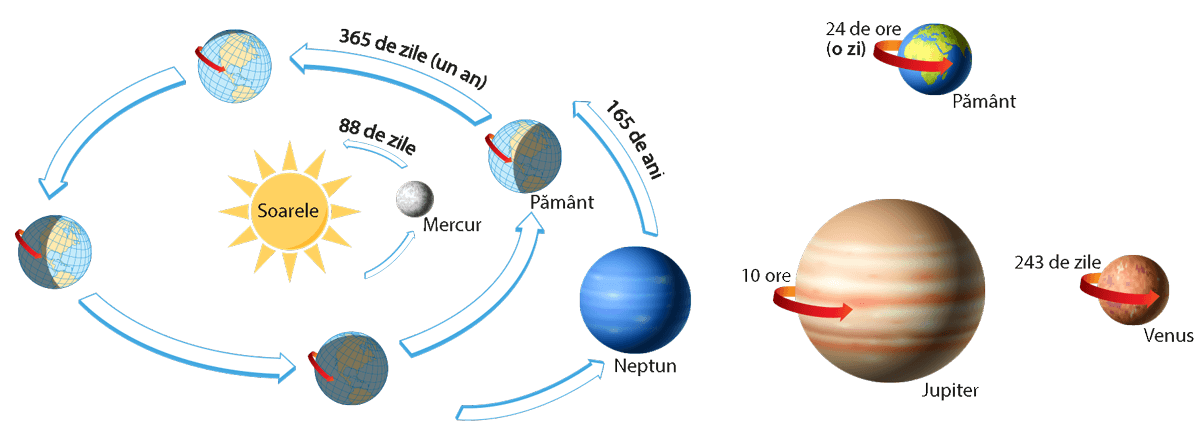 365 de zile (un an)
88 de zile
165 de ani
Soarele
Mercur
Pământ
Neptun
24 de ore
(o zi)
Pământ
10 ore
Jupiter
243 de zile
Venus